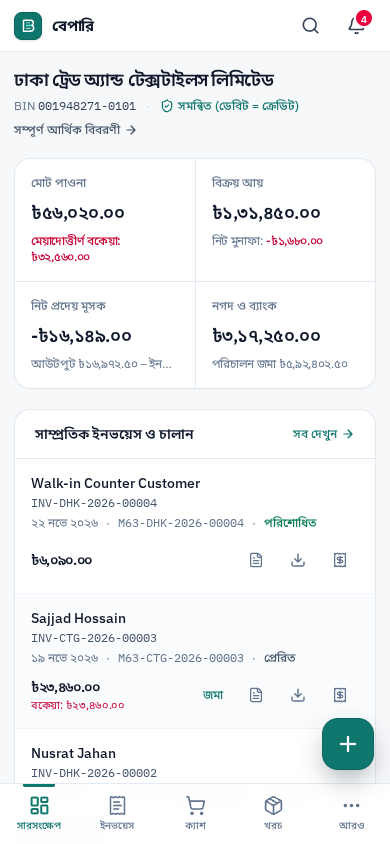 বেপারি
4
ঢাকা ট্রেড অ্যান্ড টেক্সটাইলস লিমিটেড
BIN 001948271-0101 · সমন্বিত (ডেবিট = ক্রেডিট)
সম্পূর্ণ আর্থিক বিবরণী →
মোট পাওনা
৳৫৬,০২০.০০
মেয়াদোত্তীর্ণ বকেয়া:
৳৩২,৫৬০.০০
বিক্রয় আয়
৳১,৩১,৪৫০.০০
নিট মুনাফা: -৳১,৬৮০.০০
নিট প্রদেয় মূসক
-৳১৬,১৪৯.০০
আউটপুট ৳১৬,৯৭২.৫০ – ইন...
নগদ ও ব্যাংক
৳৩,১৭,২৫০.০০
পরিচালন জমা ৳৫,৯২,৪০২.৫০
সাম্প্রতিক ইনভয়েস ও চালান
সব দেখুন →
Walk-in Counter Customer
INV-DHK-2026-00004
২২ নভে ২০২৬ · M63-DHK-2026-00004 · পরিশোধিত
৳৬,০৯০.০০
Sajjad Hossain
INV-CTG-2026-00003
১৯ নভে ২০২৬ · M63-CTG-2026-00003 · প্রেরিত
৳২৩,৪৬০.০০
জমা
বকেয়া: ৳২৩,৪৬০.০০
Nusrat Jahan
INV-DHK-2026-00002
সারসংক্ষেপ
ইনভয়েস
ক্যাশ
খরচ
আরও